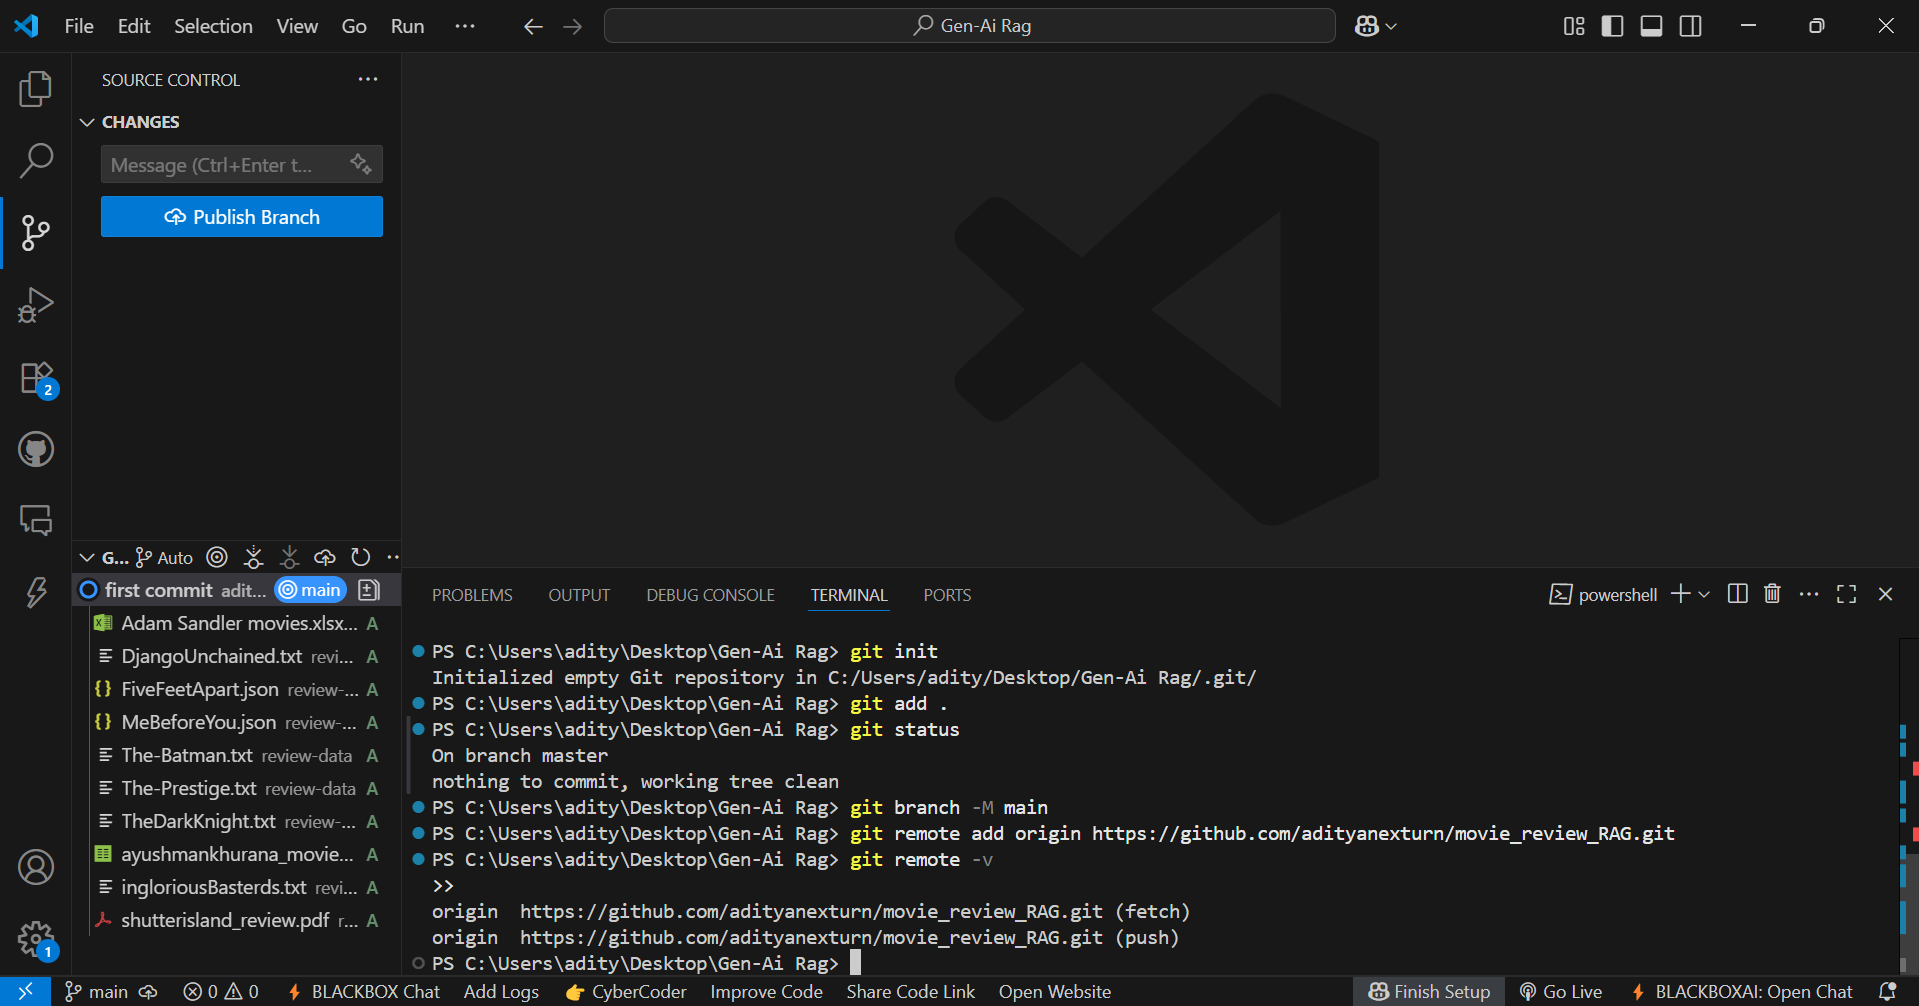 File Edit Selection View Go Run ··· Gen-Ai Rag
SOURCE CONTROL ···
CHANGES
Message (Ctrl+Enter t...
Publish Branch
2
G... Auto
first commit adit... main
Adam Sandler movies.xlsx... A
DjangoUnchained.txt revi... A
FiveFeetApart.json review-... A
MeBeforeYou.json review-... A
The-Batman.txt review-data A
The-Prestige.txt review-data A
TheDarkKnight.txt review-... A
ayushmankhurana_movie... A
ingloriousBasterds.txt revi... A
shutterisland_review.pdf r... A
1
PROBLEMS OUTPUT DEBUG CONSOLE TERMINAL PORTS powershell
PS C:\Users\adity\Desktop\Gen-Ai Rag> git init
Initialized empty Git repository in C:/Users/adity/Desktop/Gen-Ai Rag/.git/
PS C:\Users\adity\Desktop\Gen-Ai Rag> git add .
PS C:\Users\adity\Desktop\Gen-Ai Rag> git status
On branch master
nothing to commit, working tree clean
PS C:\Users\adity\Desktop\Gen-Ai Rag> git branch -M main
PS C:\Users\adity\Desktop\Gen-Ai Rag> git remote add origin https://github.com/adityanexturn/movie_review_RAG.git
PS C:\Users\adity\Desktop\Gen-Ai Rag> git remote -v
>>
origin  https://github.com/adityanexturn/movie_review_RAG.git (fetch)
origin  https://github.com/adityanexturn/movie_review_RAG.git (push)
PS C:\Users\adity\Desktop\Gen-Ai Rag>
main 0 0 BLACKBOX Chat Add Logs CyberCoder Improve Code Share Code Link Open Website Finish Setup Go Live BLACKBOXAI: Open Chat